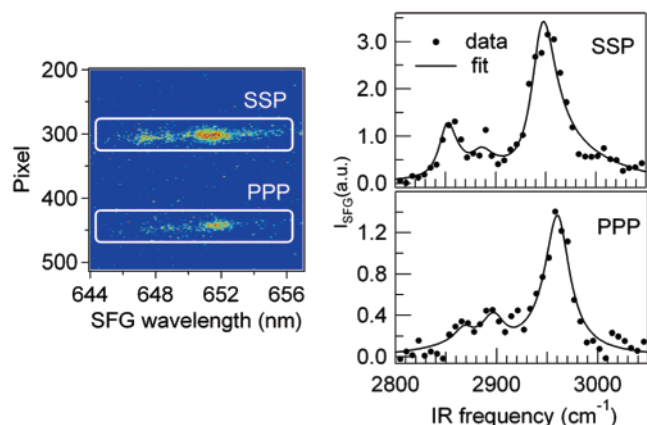 200
300
400
500
Pixel
SSP
PPP
644 648 652 656
SFG wavelength (nm)
3.0
2.0
1.0
0.0
data
fit
SSP
I_SFG(a.u.)
1.2
0.8
0.4
0.0
PPP
2800 2900 3000
IR frequency (cm⁻¹)